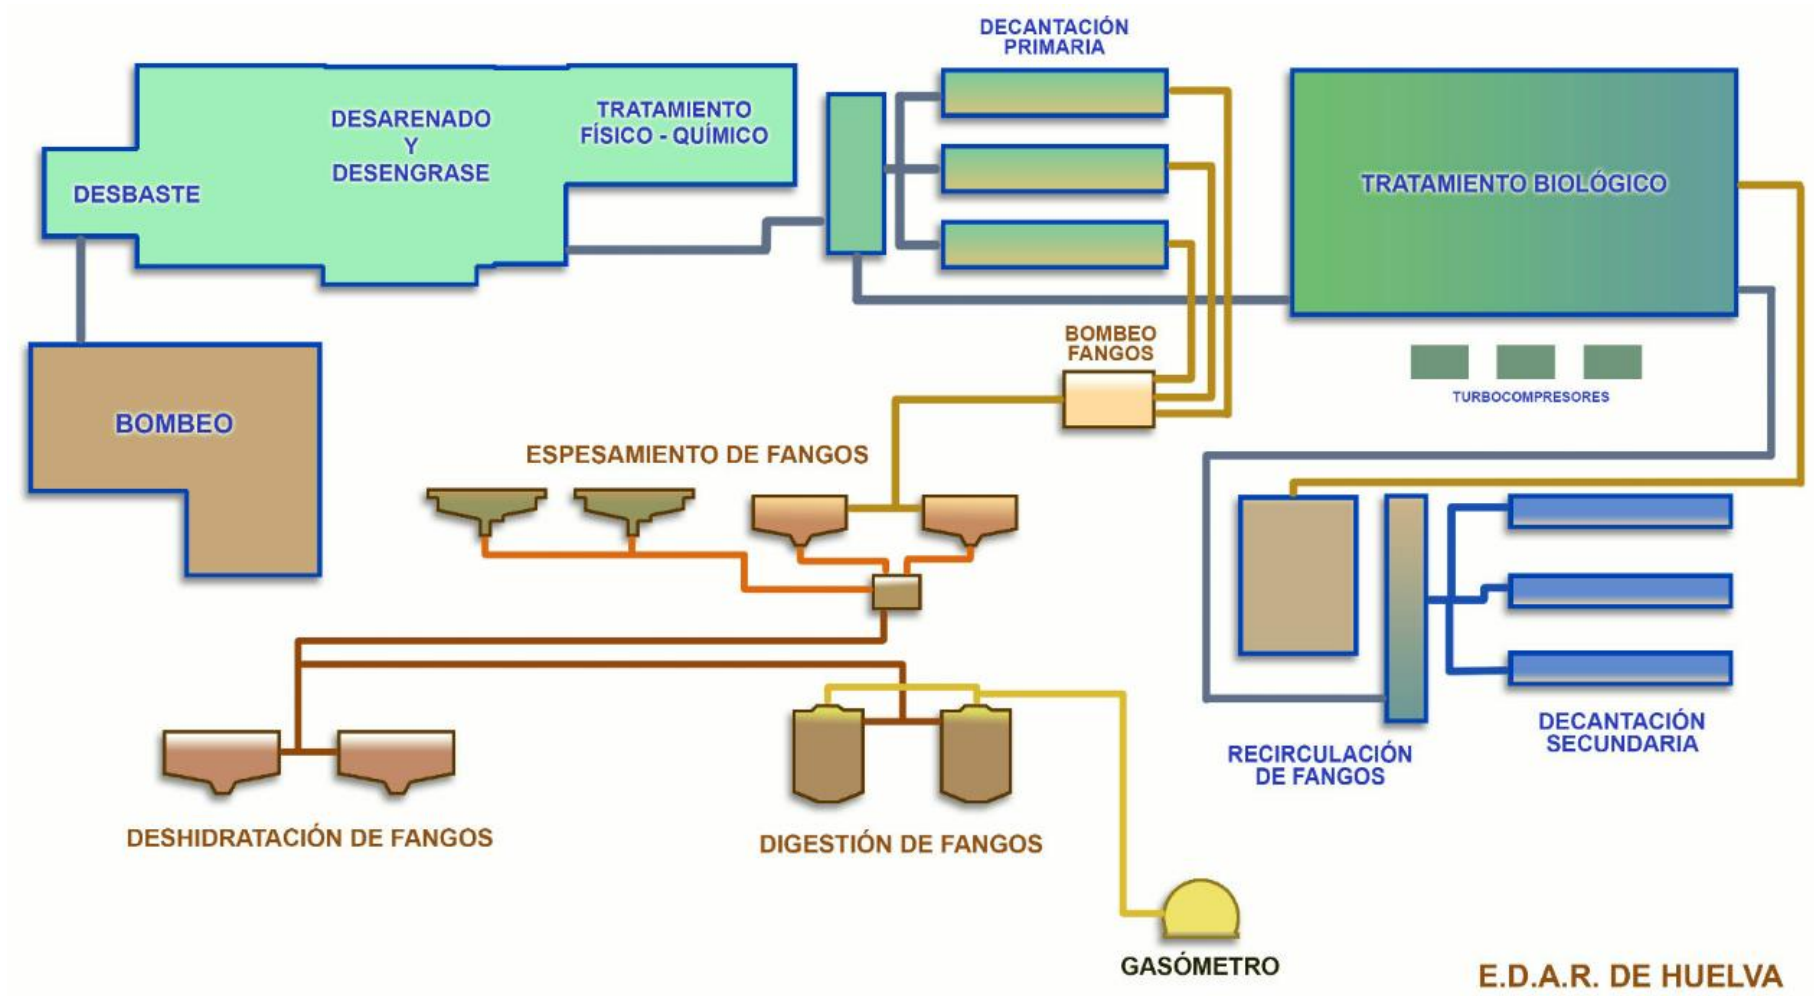 DECANTACIÓN
PRIMARIA
DESARENADO
Y
DESENGRASE
TRATAMIENTO
FÍSICO - QUÍMICO
DESBASTE
TRATAMIENTO BIOLÓGICO
BOMBEO
FANGOS
TURBOCOMPRESORES
BOMBEO
ESPESAMIENTO DE FANGOS
DECANTACIÓN
SECUNDARIA
RECIRCULACIÓN
DE FANGOS
DESHIDRATACIÓN DE FANGOS
DIGESTIÓN DE FANGOS
GASÓMETRO
E.D.A.R. DE HUELVA